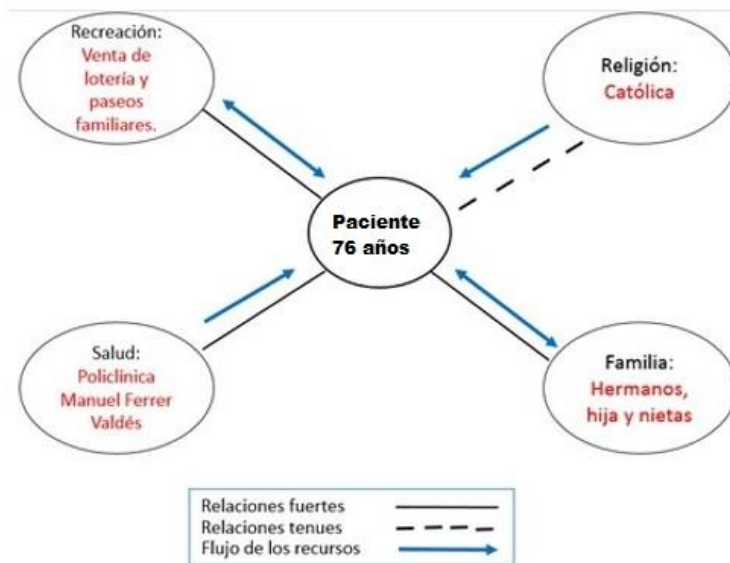 Recreación:
Venta de
lotería y
paseos
familiares.
Religión:
Católica
Paciente
76 años
Salud:
Policlínica
Manuel Ferrer
Valdés
Familia:
Hermanos,
hija y nietas
Relaciones fuertes
Relaciones tenues
Flujo de los recursos